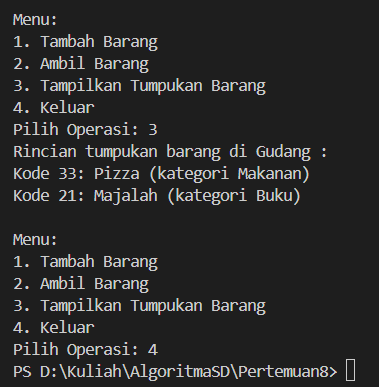 Menu:
1. Tambah Barang
2. Ambil Barang
3. Tampilkan Tumpukan Barang
4. Keluar
Pilih Operasi: 3
Rincian tumpukan barang di Gudang :
Kode 33: Pizza (kategori Makanan)
Kode 21: Majalah (kategori Buku)

Menu:
1. Tambah Barang
2. Ambil Barang
3. Tampilkan Tumpukan Barang
4. Keluar
Pilih Operasi: 4
PS D:\Kuliah\AlgoritmaSD\Pertemuan8>